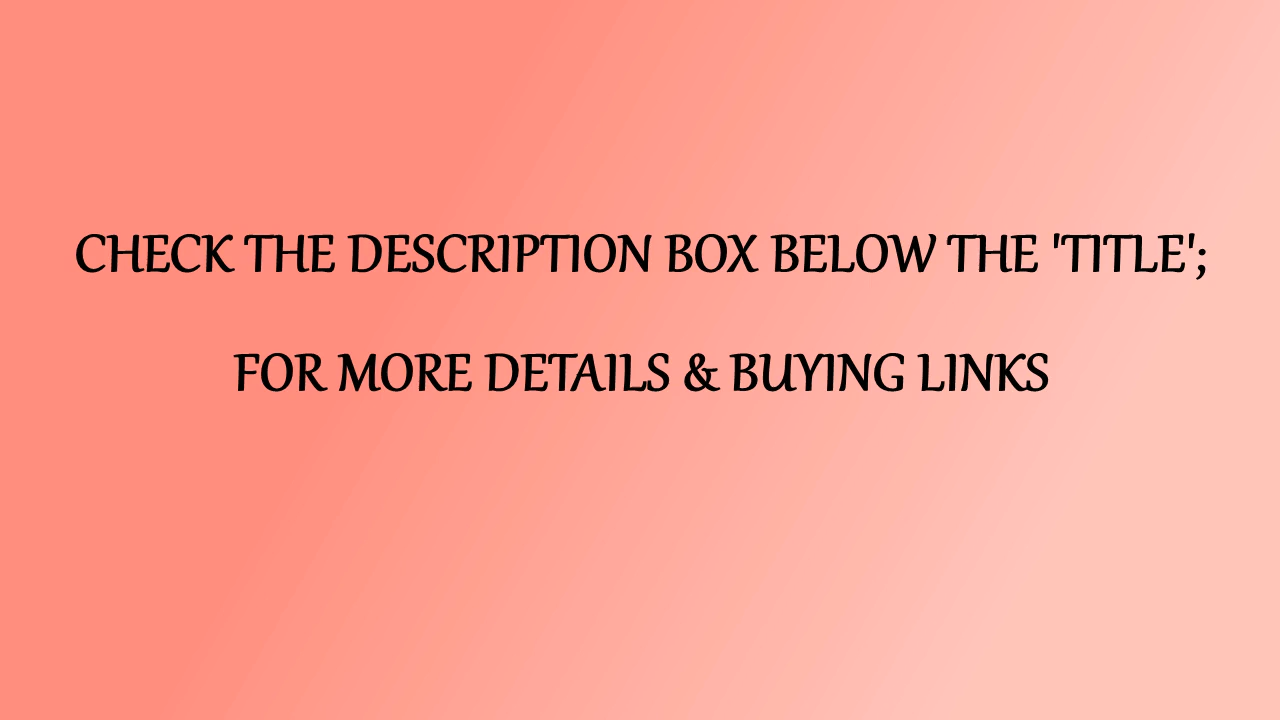 CHECK THE DESCRIPTION BOX BELOW THE 'TITLE';
FOR MORE DETAILS & BUYING LINKS